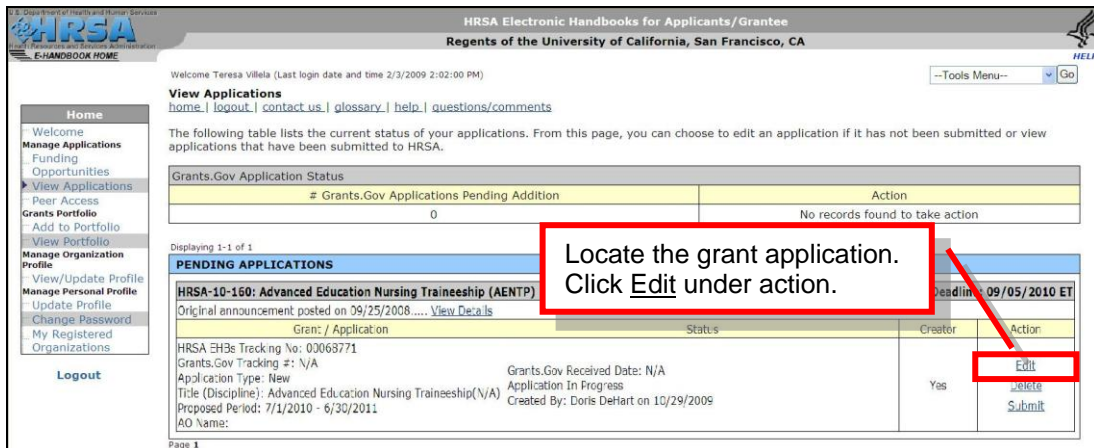 U.S. Department of Health and Human Services
HRSA
Health Resources and Services Administration
E-HANDBOOK HOME
HRSA Electronic Handbooks for Applicants/Grantee
Regents of the University of California, San Francisco, CA
HELP
Welcome Teresa Villela (Last login date and time 2/3/2009 2:02:00 PM)
--Tools Menu--
Go
View Applications
home | logout | contact us | glossary | help | questions/comments
The following table lists the current status of your applications. From this page, you can choose to edit an application if it has not been submitted or view
applications that have been submitted to HRSA.
Home
Welcome
Manage Applications
Funding
Opportunities
View Applications
Peer Access
Grants Portfolio
Add to Portfolio
View Portfolio
Manage Organization
Profile
View/Update Profile
Manage Personal Profile
Update Profile
Change Password
My Registered
Organizations
Logout
Grants.Gov Application Status
# Grants.Gov Applications Pending Addition
Action
0
No records found to take action
Displaying 1-1 of 1
Locate the grant application.
Click Edit under action.
PENDING APPLICATIONS
HRSA-10-160: Advanced Education Nursing Traineeship (AENTP)
Deadline: 09/05/2010 ET
Original announcement posted on 09/25/2008..... View Details
Grant / Application
Status
Creator
Action
HRSA EHBs Tracking No: 00068771
Grants.Gov Tracking #: N/A
Application Type: New
Title (Discipline): Advanced Education Nursing Traineeship(N/A)
Proposed Period: 7/1/2010 - 6/30/2011
AO Name:
Grants.Gov Received Date: N/A
Application In Progress
Created By: Doris DeHart on 10/29/2009
Yes
Edit
Delete
Submit
Page 1